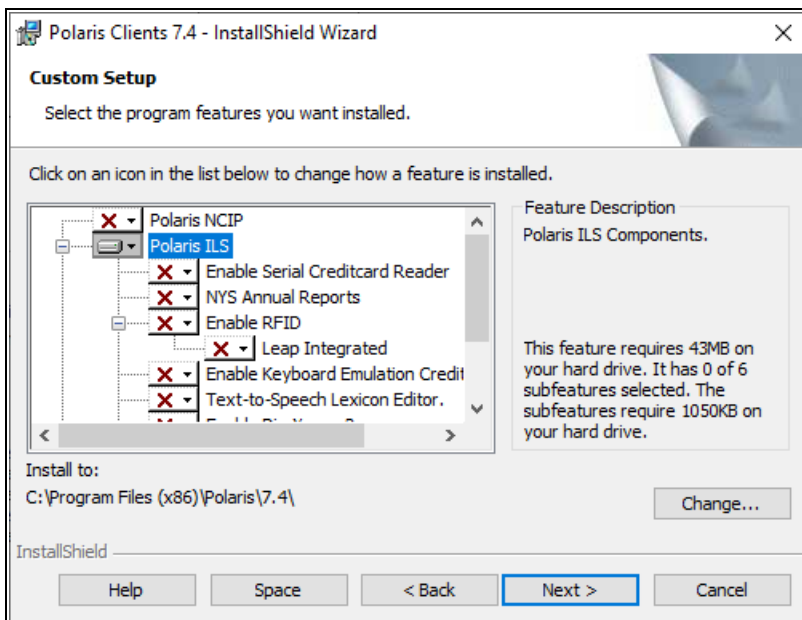 Polaris Clients 7.4 - InstallShield Wizard
Custom Setup
Select the program features you want installed.
Click on an icon in the list below to change how a feature is installed.
Polaris NCIP
Polaris ILS
Enable Serial Creditcard Reader
NYS Annual Reports
Enable RFID
Leap Integrated
Enable Keyboard Emulation Credit
Text-to-Speech Lexicon Editor.
Feature Description
Polaris ILS Components.
This feature requires 43MB on
your hard drive. It has 0 of 6
subfeatures selected. The
subfeatures require 1050KB on
your hard drive.
Install to:
C:\Program Files (x86)\Polaris\7.4\
Change...
InstallShield
Help
Space
< Back
Next >
Cancel